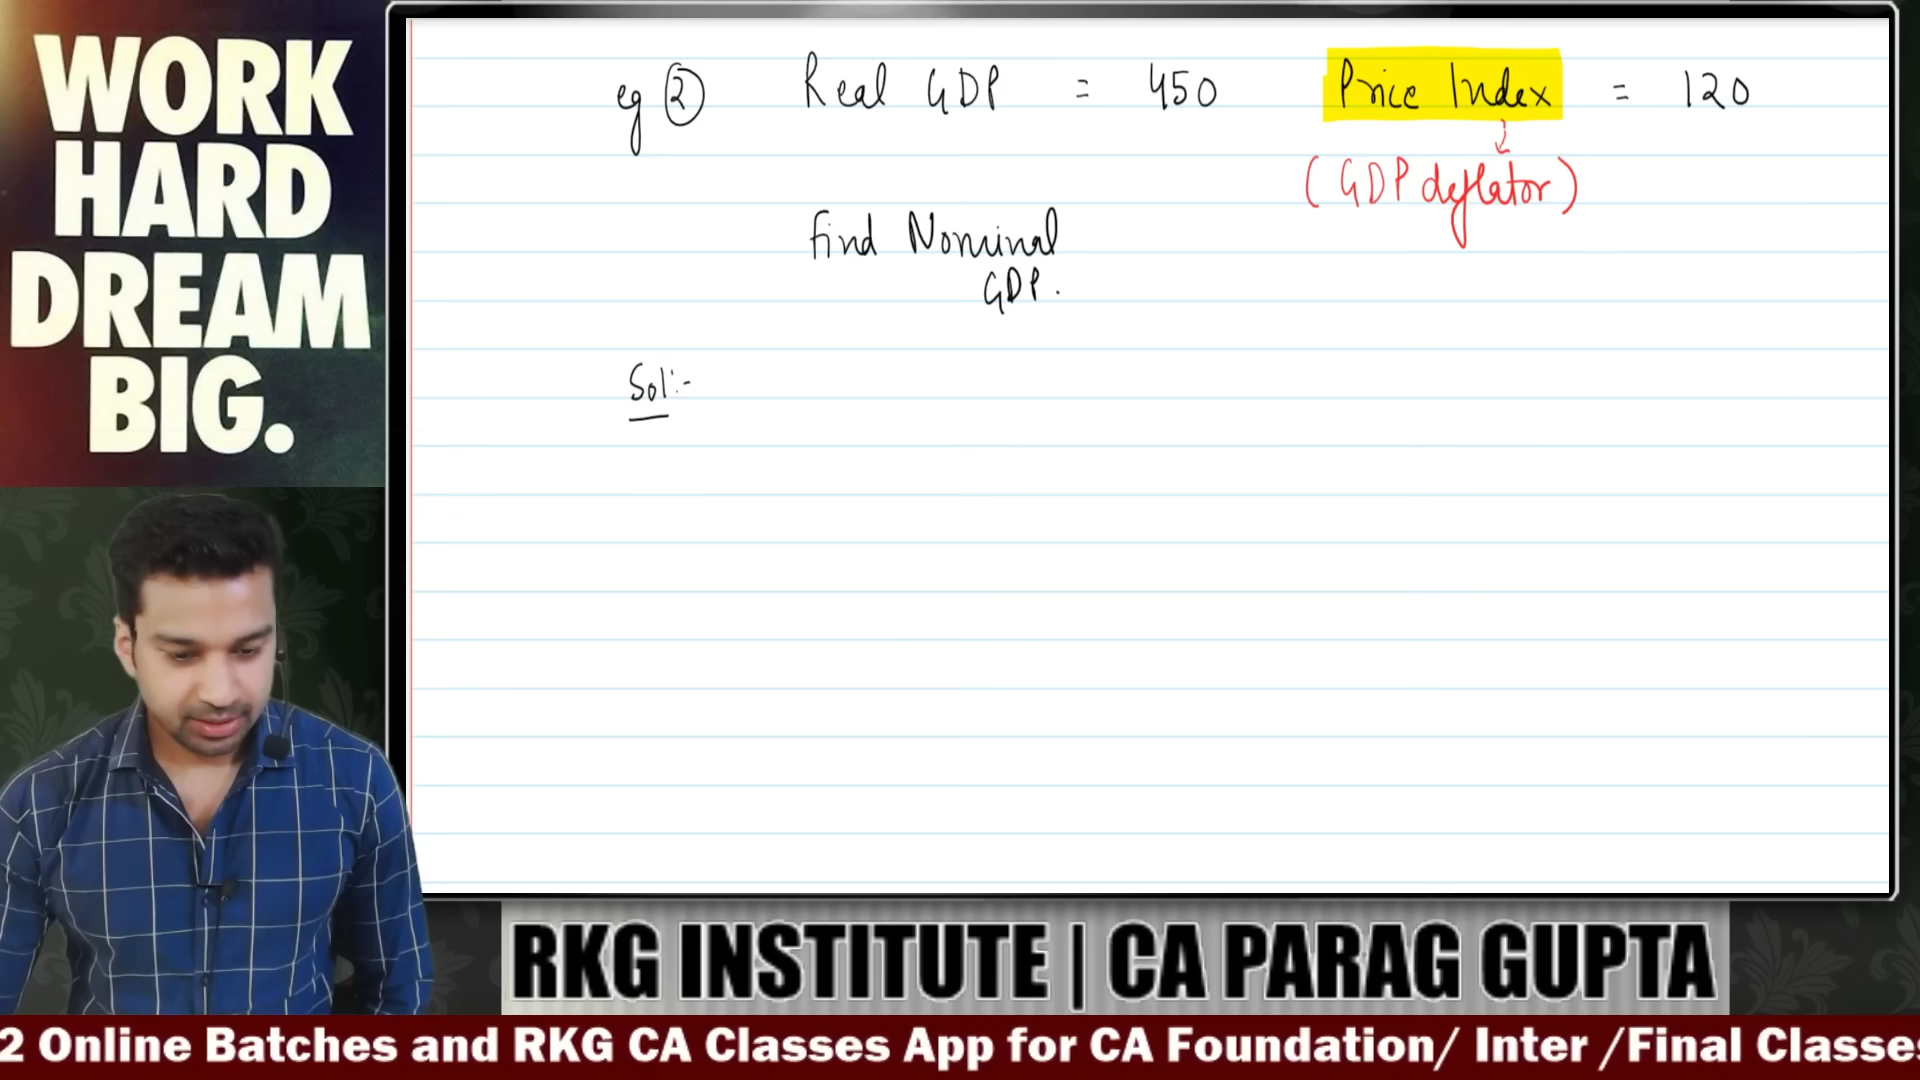 WORK
HARD
DREAM
BIG.
eg ② Real GDP = 450 Price Index = 120
(GDP deflator)
find Nominal
GDP.
Sol:-
RKG INSTITUTE | CA PARAG GUPTA
2 Online Batches and RKG CA Classes App for CA Foundation/ Inter /Final Classes